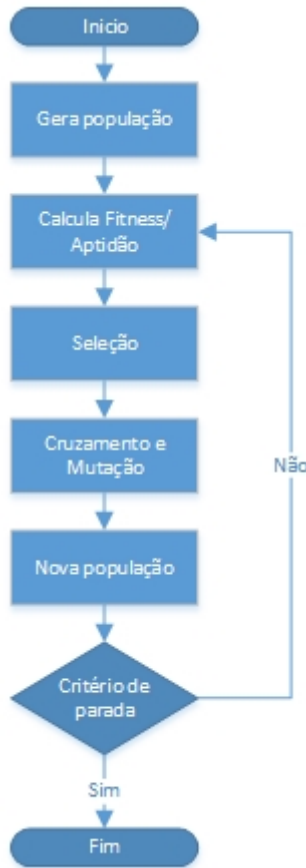 Inicio
Gera população
Calcula Fitness/
Aptidão
Seleção
Cruzamento e
Mutação
Não
Nova população
Critério de
parada
Sim
Fim